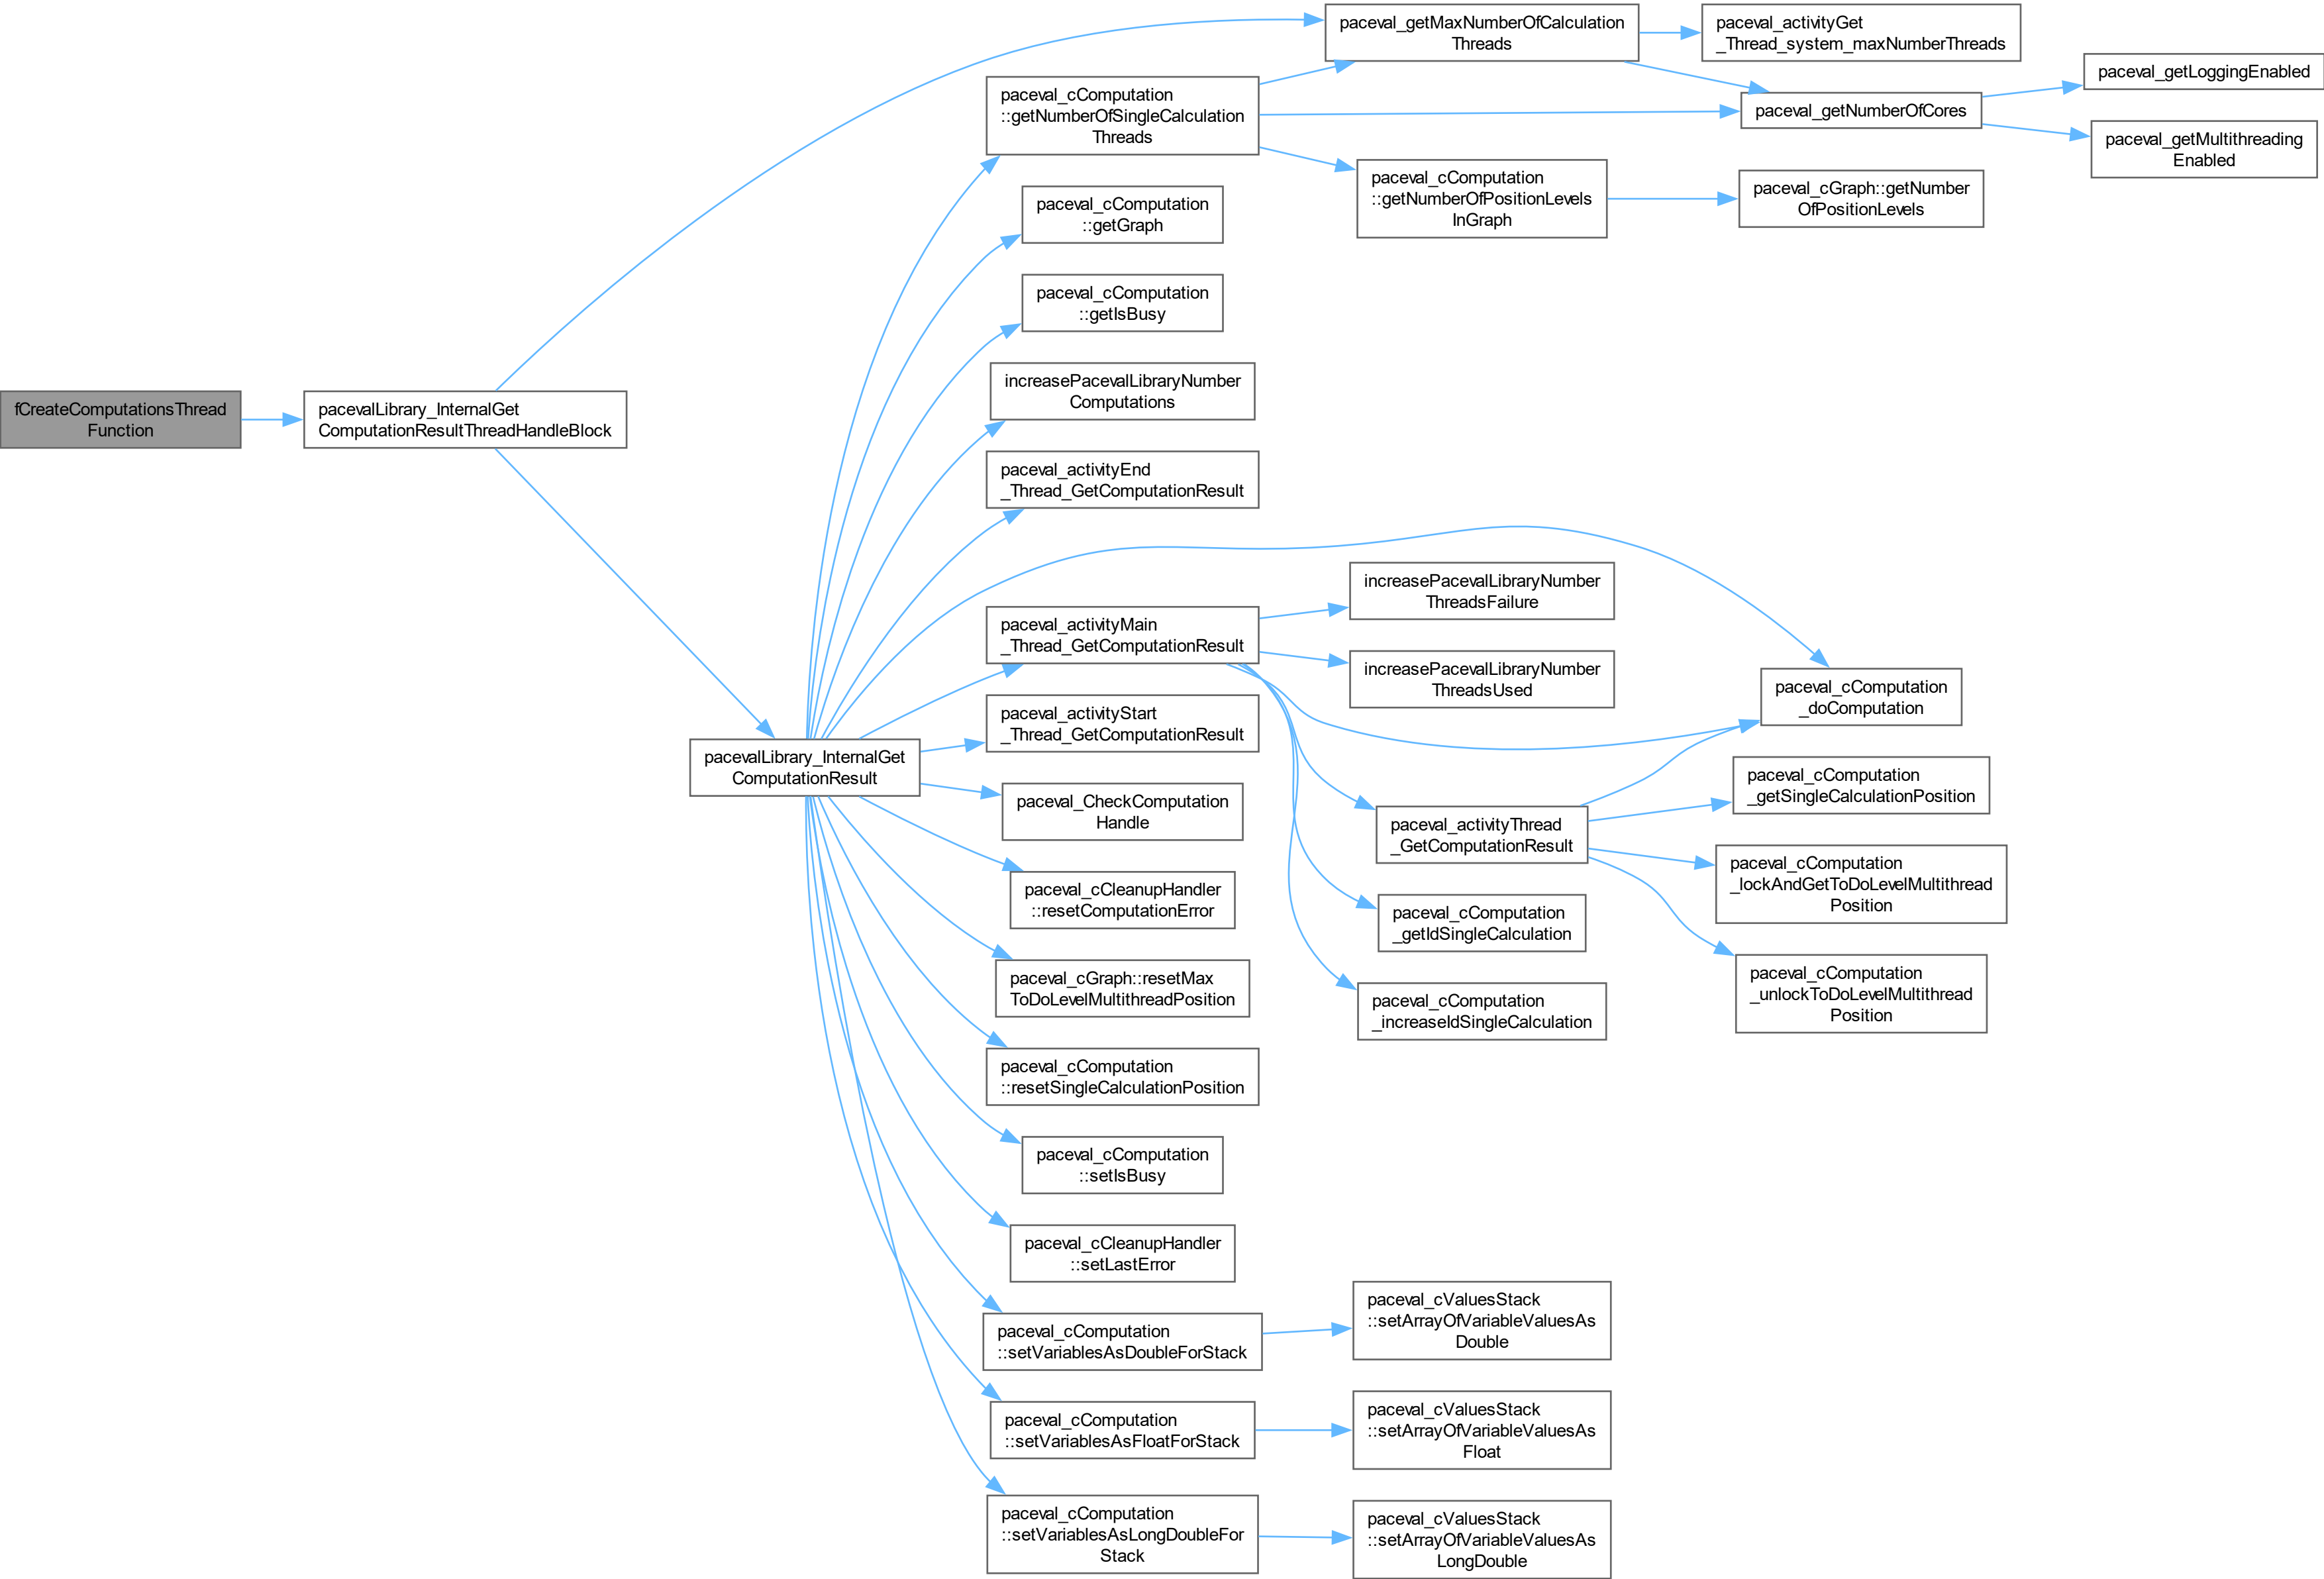 fCreateComputationsThread
Function
pacevalLibrary_InternalGet
ComputationResultThreadHandleBlock
pacevalLibrary_InternalGet
ComputationResult
paceval_cComputation
::getNumberOfSingleCalculation
Threads
paceval_cComputation
::getGraph
paceval_cComputation
::getIsBusy
increasePacevalLibraryNumber
Computations
paceval_activityEnd
_Thread_GetComputationResult
paceval_activityMain
_Thread_GetComputationResult
paceval_activityStart
_Thread_GetComputationResult
paceval_CheckComputation
Handle
paceval_cCleanupHandler
::resetComputationError
paceval_cGraph::resetMax
ToDoLevelMultithreadPosition
paceval_cComputation
::resetSingleCalculationPosition
paceval_cComputation
::setIsBusy
paceval_cCleanupHandler
::setLastError
paceval_cComputation
::setVariablesAsDoubleForStack
paceval_cComputation
::setVariablesAsFloatForStack
paceval_cComputation
::setVariablesAsLongDoubleFor
Stack
paceval_getMaxNumberOfCalculation
Threads
paceval_cComputation
::getNumberOfPositionLevels
InGraph
increasePacevalLibraryNumber
ThreadsFailure
increasePacevalLibraryNumber
ThreadsUsed
paceval_activityThread
_GetComputationResult
paceval_cComputation
_getIdSingleCalculation
paceval_cComputation
_increaseIdSingleCalculation
paceval_cValuesStack
::setArrayOfVariableValuesAs
Double
paceval_cValuesStack
::setArrayOfVariableValuesAs
Float
paceval_cValuesStack
::setArrayOfVariableValuesAs
LongDouble
paceval_activityGet
_Thread_system_maxNumberThreads
paceval_getNumberOfCores
paceval_cGraph::getNumber
OfPositionLevels
paceval_cComputation
_doComputation
paceval_cComputation
_getSingleCalculationPosition
paceval_cComputation
_lockAndGetToDoLevelMultithread
Position
paceval_cComputation
_unlockToDoLevelMultithread
Position
paceval_getLoggingEnabled
paceval_getMultithreading
Enabled